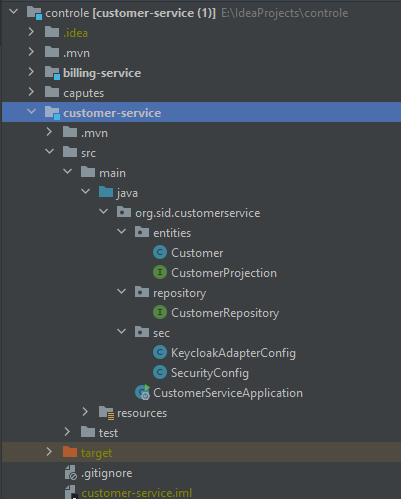 controle [customer-service (1)] E:\IdeaProjects\controle
.idea
.mvn
billing-service
caputes
customer-service
.mvn
src
main
java
org.sid.customerservice
entities
Customer
CustomerProjection
repository
CustomerRepository
sec
KeycloakAdapterConfig
SecurityConfig
CustomerServiceApplication
resources
test
target
.gitignore
customer-service.iml